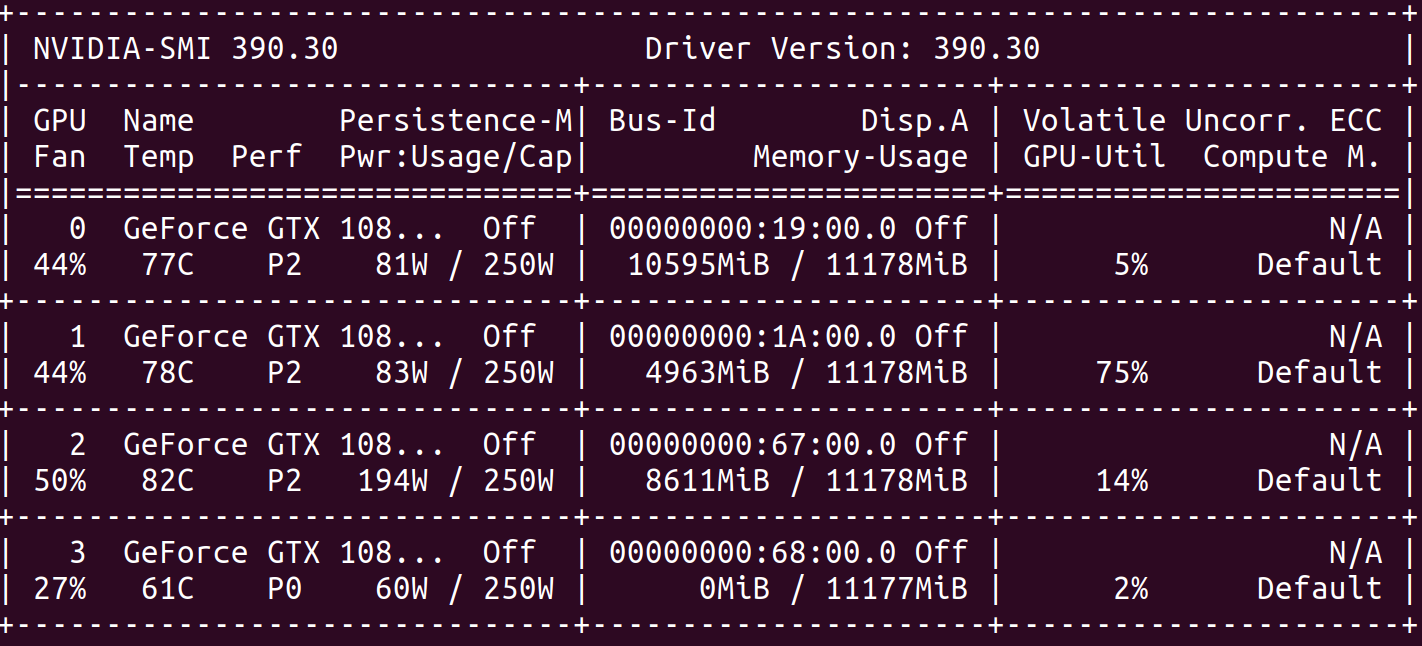 +-----------------------------------------------------------------------------+
| NVIDIA-SMI 390.30                 Driver Version: 390.30                    |
|-------------------------------+----------------------+----------------------+
| GPU  Name        Persistence-M| Bus-Id        Disp.A | Volatile Uncorr. ECC |
| Fan  Temp  Perf  Pwr:Usage/Cap|         Memory-Usage | GPU-Util  Compute M. |
|===============================+======================+======================|
|   0  GeForce GTX 108...  Off  | 00000000:19:00.0 Off |                  N/A |
| 44%   77C    P2    81W / 250W |  10595MiB / 11178MiB |      5%      Default |
+-------------------------------+----------------------+----------------------+
|   1  GeForce GTX 108...  Off  | 00000000:1A:00.0 Off |                  N/A |
| 44%   78C    P2    83W / 250W |   4963MiB / 11178MiB |     75%      Default |
+-------------------------------+----------------------+----------------------+
|   2  GeForce GTX 108...  Off  | 00000000:67:00.0 Off |                  N/A |
| 50%   82C    P2   194W / 250W |   8611MiB / 11178MiB |     14%      Default |
+-------------------------------+----------------------+----------------------+
|   3  GeForce GTX 108...  Off  | 00000000:68:00.0 Off |                  N/A |
| 27%   61C    P0    60W / 250W |      0MiB / 11177MiB |      2%      Default |
+-------------------------------+----------------------+----------------------+